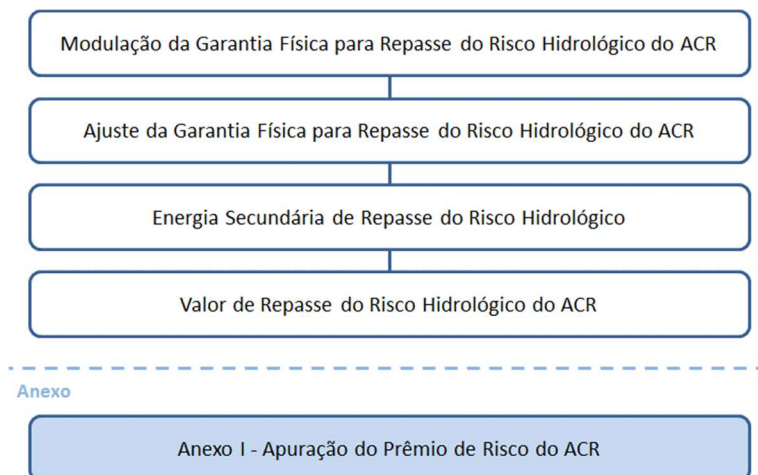 Modulação da Garantia Física para Repasse do Risco Hidrológico do ACR
Ajuste da Garantia Física para Repasse do Risco Hidrológico do ACR
Energia Secundária de Repasse do Risco Hidrológico
Valor de Repasse do Risco Hidrológico do ACR
Anexo
Anexo I - Apuração do Prêmio de Risco do ACR